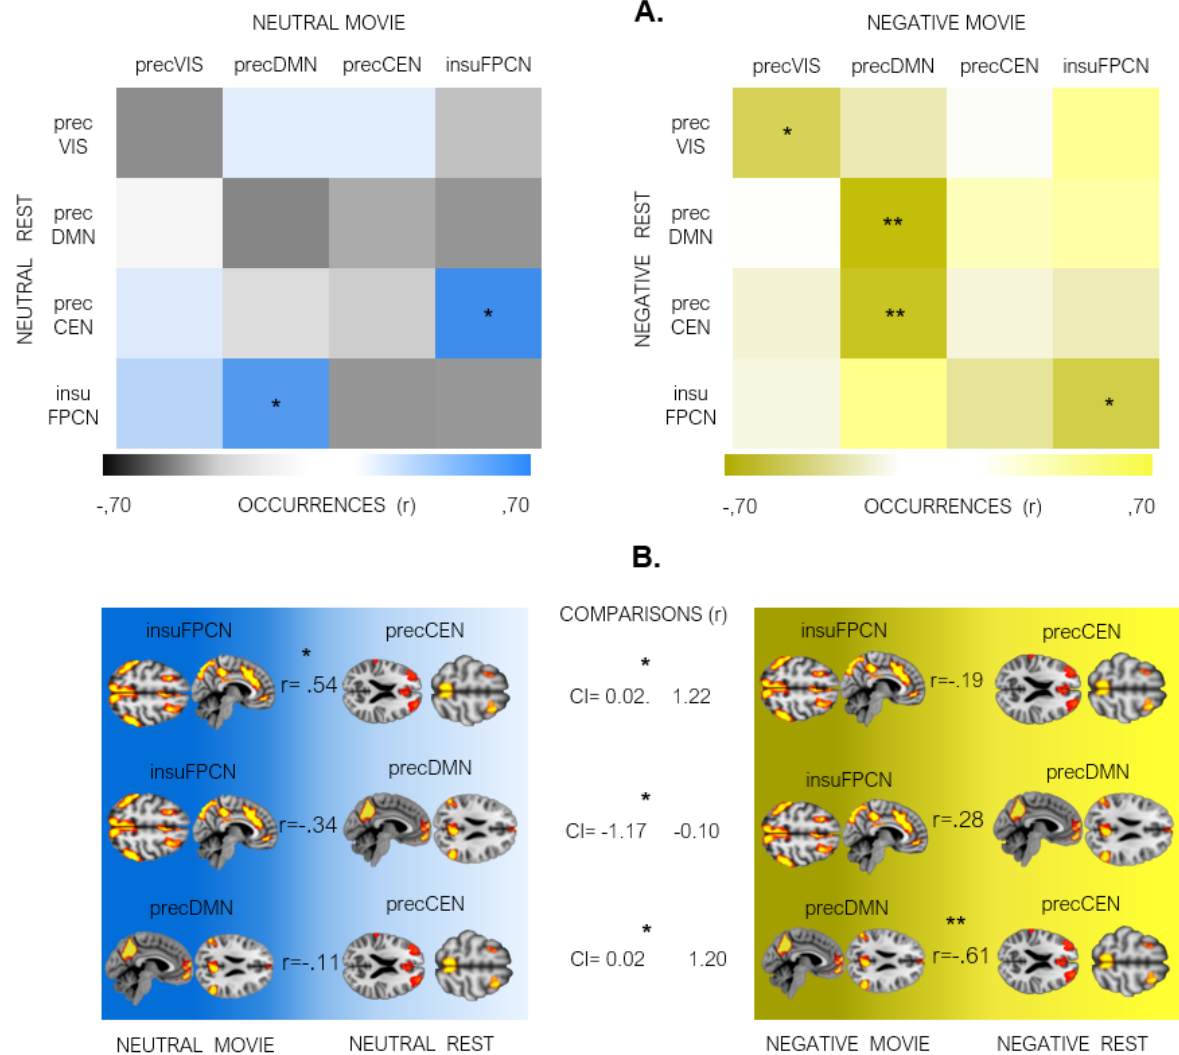 A.
NEUTRAL MOVIE
precVIS precDMN precCEN insuFPCN
NEUTRAL REST
prec
VIS
prec
DMN
prec
CEN
*
insu
FPCN
*
-,70 OCCURRENCES (r) ,70
NEGATIVE MOVIE
precVIS precDMN precCEN insuFPCN
NEGATIVE REST
prec
VIS
*
prec
DMN
**
prec
CEN
**
insu
FPCN
*
-,70 OCCURRENCES (r) ,70
B.
insuFPCN * precCEN
r= .54
insuFPCN precDMN
r=-.34
precDMN precCEN
r=-.11
NEUTRAL MOVIE NEUTRAL REST
COMPARISONS (r)
*
CI= 0.02. 1.22
*
CI= -1.17 -0.10
*
CI= 0.02 1.20
insuFPCN precCEN
r=-.19
insuFPCN precDMN
r=.28
precDMN ** precCEN
r=-.61
NEGATIVE MOVIE NEGATIVE REST